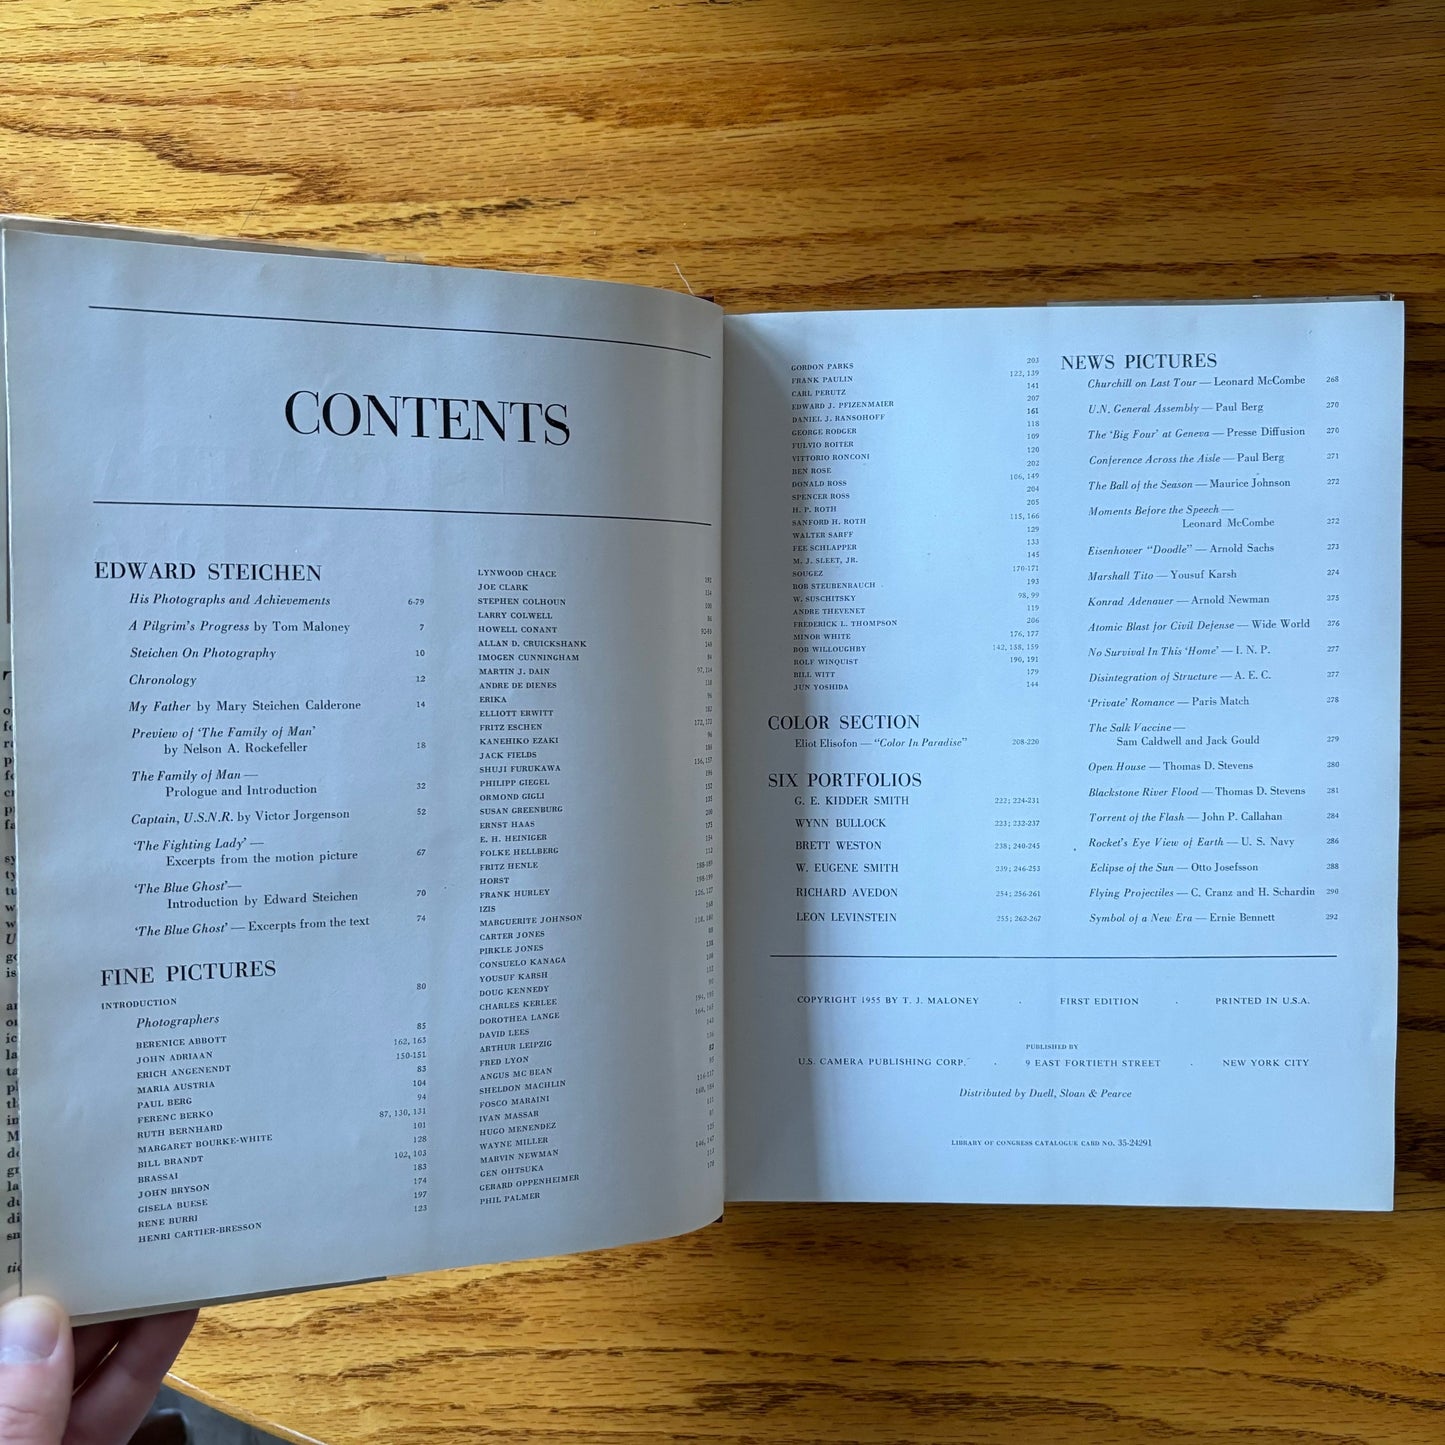 CONTENTS
EDWARD STEICHEN
His Photographs and Achievements 6-79
A Pilgrim's Progress by Tom Maloney 7
Steichen On Photography 10
Chronology 12
My Father by Mary Steichen Calderone 14
Preview of 'The Family of Man'
by Nelson A. Rockefeller 18
The Family of Man —
Prologue and Introduction 32
Captain, U.S.N.R. by Victor Jorgenson 52
'The Fighting Lady' —
Excerpts from the motion picture 67
'The Blue Ghost'—
Introduction by Edward Steichen 70
'The Blue Ghost' — Excerpts from the text 74
FINE PICTURES
INTRODUCTION 80
Photographers
BERENICE ABBOTT 85
JOHN ADRIAAN 162, 163
ERICH ANGENENDT 150-151
MARIA AUSTRIA 83
PAUL BERG 104
FERENC BERKO 94
RUTH BERNHARD 87, 130, 131
MARGARET BOURKE-WHITE 101
BILL BRANDT 128
BRASSAI 102, 103
JOHN BRYSON 183
GISELA BUESE 174
RENE BURRI 197
HENRI CARTIER-BRESSON 123
LYNWOOD CHACE
JOE CLARK
STEPHEN COLHOUN
LARRY COLWELL
HOWELL CONANT
ALLAN D. CRUICKSHANK
IMOGEN CUNNINGHAM
MARTIN J. DAIN
ANDRE DE DIENES
ERIKA
ELLIOTT ERWITT
FRITZ ESCHEN
KANEHIKO EZAKI
JACK FIELDS
SHUJI FURUKAWA
PHILIPP GIEGEL
ORMOND GIGLI
SUSAN GREENBURG
ERNST HAAS
E. H. HEINIGER
FOLKE HELLBERG
FRITZ HENLE
HORST
FRANK HURLEY
IZIS
MARGUERITE JOHNSON
CARTER JONES
PIRKLE JONES
CONSUELO KANAGA
YOUSUF KARSH
DOUG KENNEDY
CHARLES KERLEE
DOROTHEA LANGE
DAVID LEES
ARTHUR LEIPZIG
FRED LYON
ANGUS MC BEAN
SHELDON MACHLIN
FOSCO MARAINI
IVAN MASSAR
HUGO MENENDEZ
WAYNE MILLER
MARVIN NEWMAN
GEN OHTSUKA
GERARD OPPENHEIMER
PHIL PALMER
GORDON PARKS 203
FRANK PAULIN 122, 139
CARL PERUTZ 141
EDWARD J. PFIZENMAIER 207
DANIEL J. RANSOHOFF 161
GEORGE RODGER 118
FULVIO ROITER 109
VITTORIO RONCONI 120
BEN ROSE 202
DONALD ROSS 106, 149
SPENCER ROSS 204
H. P. ROTH 205
SANFORD H. ROTH 115, 166
WALTER SARFF 129
FEE SCHLAPPER 133
M. J. SLEET, JR. 145
SOUGEZ 170-171
BOB STEUBENRAUCH 193
W. SUSCHITSKY 98, 99
ANDRE THEVENET 119
FREDERICK L. THOMPSON 206
MINOR WHITE 176, 177
BOB WILLOUGHBY 142, 158, 159
ROLF WINQUIST 190, 191
BILL WITT 179
JUN YOSHIDA 144
COLOR SECTION
Eliot Elisofon — "Color In Paradise" 208-220
SIX PORTFOLIOS
G. E. KIDDER SMITH 222; 224-231
WYNN BULLOCK 223; 232-237
BRETT WESTON 238; 240-245
W. EUGENE SMITH 239; 246-253
RICHARD AVEDON 254; 256-261
LEON LEVINSTEIN 255; 262-267
NEWS PICTURES
Churchill on Last Tour — Leonard McCombe 268
U.N. General Assembly — Paul Berg 270
The 'Big Four' at Geneva — Presse Diffusion 270
Conference Across the Aisle — Paul Berg 271
The Ball of the Season — Maurice Johnson 272
Moments Before the Speech —
Leonard McCombe 272
Eisenhower "Doodle" — Arnold Sachs 273
Marshall Tito — Yousuf Karsh 274
Konrad Adenauer — Arnold Newman 275
Atomic Blast for Civil Defense — Wide World 276
No Survival In This 'Home' — I. N. P. 277
Disintegration of Structure — A. E. C. 277
'Private' Romance — Paris Match 278
The Salk Vaccine —
Sam Caldwell and Jack Gould 279
Open House — Thomas D. Stevens 280
Blackstone River Flood — Thomas D. Stevens 281
Torrent of the Flash — John P. Callahan 284
Rocket's Eye View of Earth — U. S. Navy 286
Eclipse of the Sun — Otto Josefsson 288
Flying Projectiles — C. Cranz and H. Schardin 290
Symbol of a New Era — Ernie Bennett 292
COPYRIGHT 1955 BY T. J. MALONEY . FIRST EDITION . PRINTED IN U.S.A.
PUBLISHED BY
U.S. CAMERA PUBLISHING CORP. . 9 EAST FORTIETH STREET . NEW YORK CITY
Distributed by Duell, Sloan & Pearce
LIBRARY OF CONGRESS CATALOGUE CARD NO. 35-24291